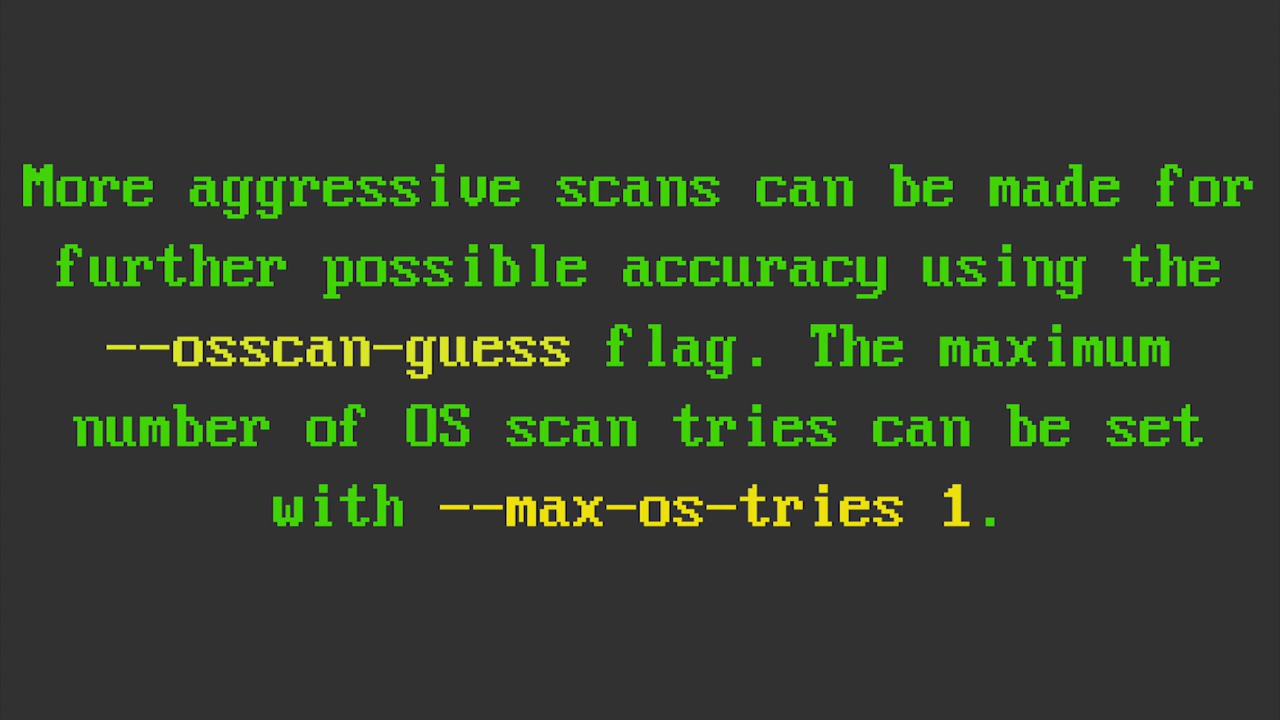 More aggressive scans can be made for
further possible accuracy using the
--osscan-guess flag. The maximum
number of OS scan tries can be set
with --max-os-tries 1.